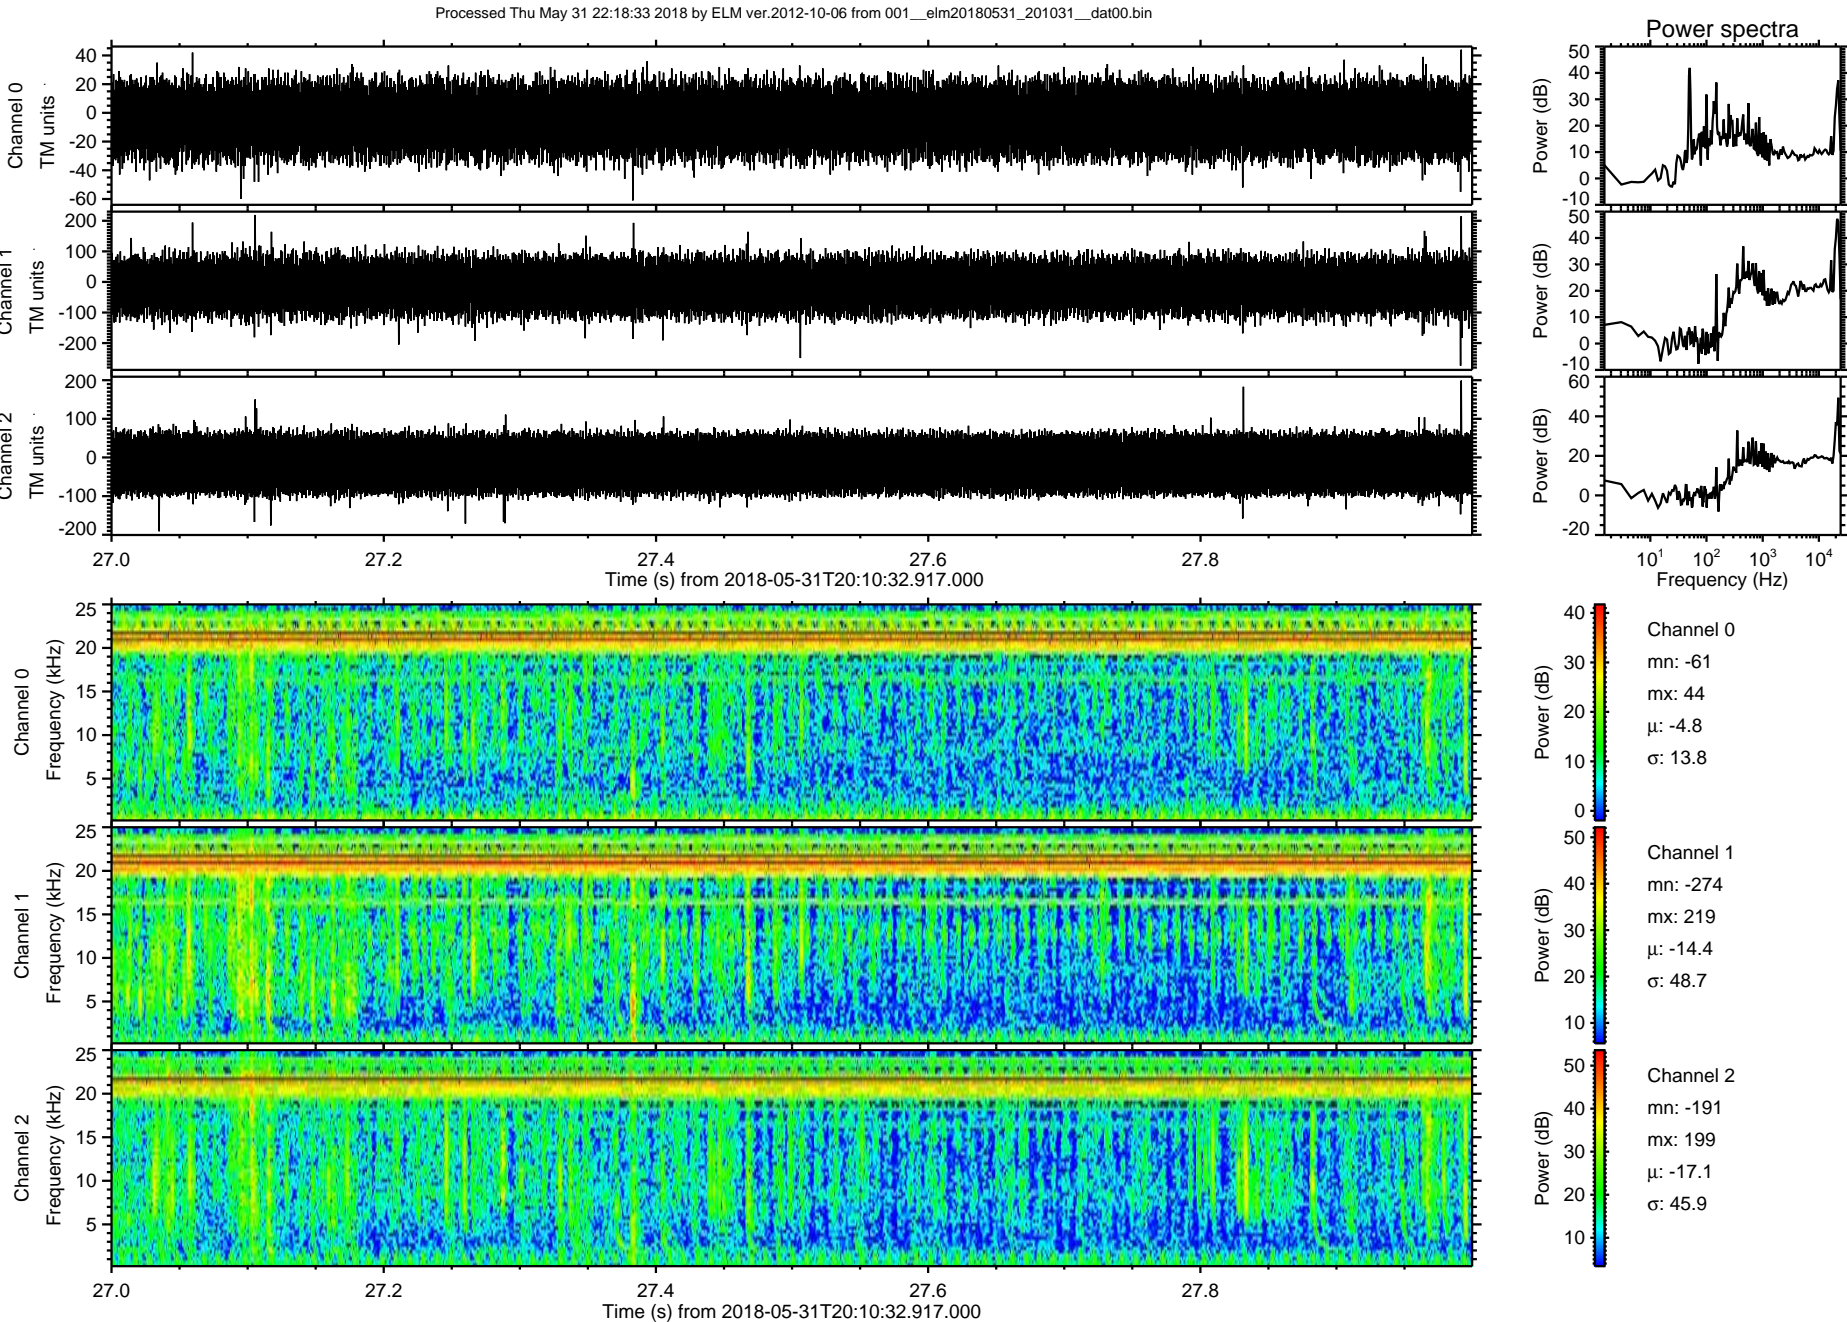 Processed Thu May 31 22:18:33 2018 by ELM ver.2012-10-06 from 001__elm20180531_201031__dat00.bin
Power spectra
Channel 0
TM units
40
20
0
-20
-40
-60
Power (dB)
50
40
30
20
10
0
-10
Channel 1
TM units
200
100
0
-100
-200
Power (dB)
50
40
30
20
10
0
-10
Channel 2
TM units
200
100
0
-100
-200
Power (dB)
60
40
20
0
-20
27.0 27.2 27.4 27.6 27.8
Time (s) from 2018-05-31T20:10:32.917.000
10¹ 10² 10³ 10⁴
Frequency (Hz)
Channel 0
Frequency (kHz)
25
20
15
10
5
Power (dB)
40
30
20
10
0
Channel 0
mn: -61
mx: 44
μ: -4.8
σ: 13.8
Channel 1
Frequency (kHz)
25
20
15
10
5
Power (dB)
50
40
30
20
10
Channel 1
mn: -274
mx: 219
μ: -14.4
σ: 48.7
Channel 2
Frequency (kHz)
25
20
15
10
5
Power (dB)
50
40
30
20
10
Channel 2
mn: -191
mx: 199
μ: -17.1
σ: 45.9
27.0 27.2 27.4 27.6 27.8
Time (s) from 2018-05-31T20:10:32.917.000